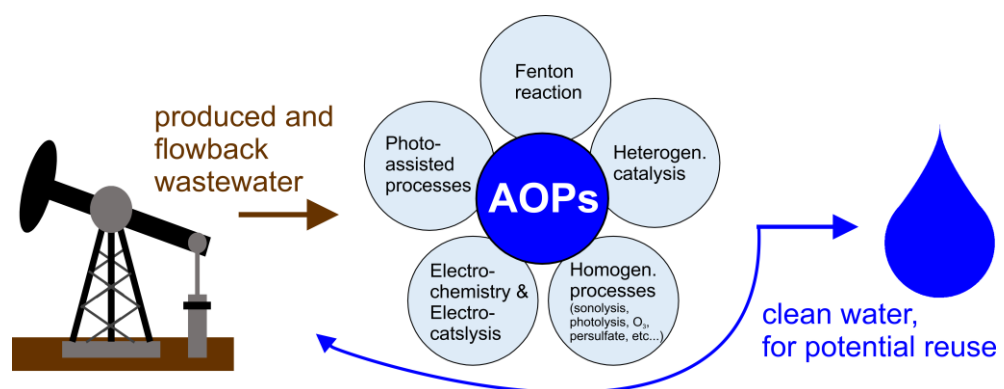 produced and
flowback
wastewater
Fenton
reaction
Photo-
assisted
processes
Heterogen.
catalysis
AOPs
Electro-
chemistry &
Electro-
catslysis
Homogen.
processes
(sonolysis,
photolysis, O₃,
persulfate, etc...)
clean water,
for potential reuse